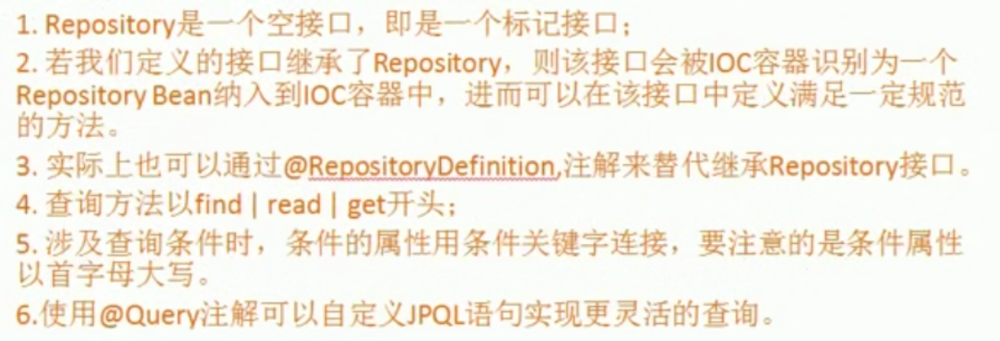 1. Repository是一个空接口，即是一个标记接口；
2. 若我们定义的接口继承了Repository，则该接口会被IOC容器识别为一个
Repository Bean纳入到IOC容器中，进而可以在该接口中定义满足一定规范
的方法。
3. 实际上也可以通过@RepositoryDefinition,注解来替代继承Repository接口。
4. 查询方法以find | read | get开头；
5. 涉及查询条件时，条件的属性用条件关键字连接，要注意的是条件属性
以首字母大写。
6.使用@Query注解可以自定义JPQL语句实现更灵活的查询。